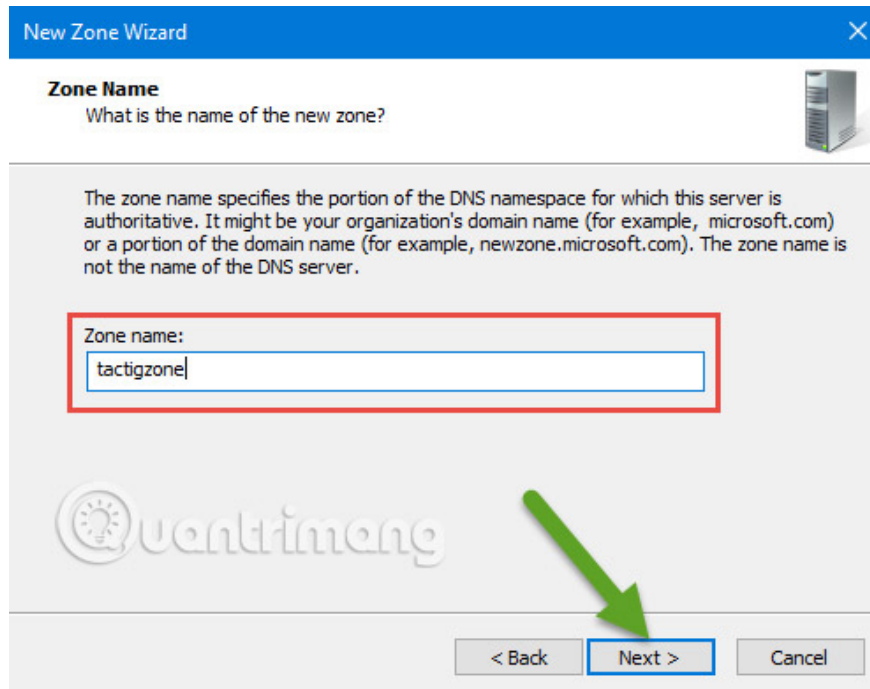 New Zone Wizard
Zone Name
What is the name of the new zone?
The zone name specifies the portion of the DNS namespace for which this server is
authoritative. It might be your organization's domain name (for example, microsoft.com)
or a portion of the domain name (for example, newzone.microsoft.com). The zone name is
not the name of the DNS server.
Zone name:
tactigzone
Quantrimang
< Back Next > Cancel